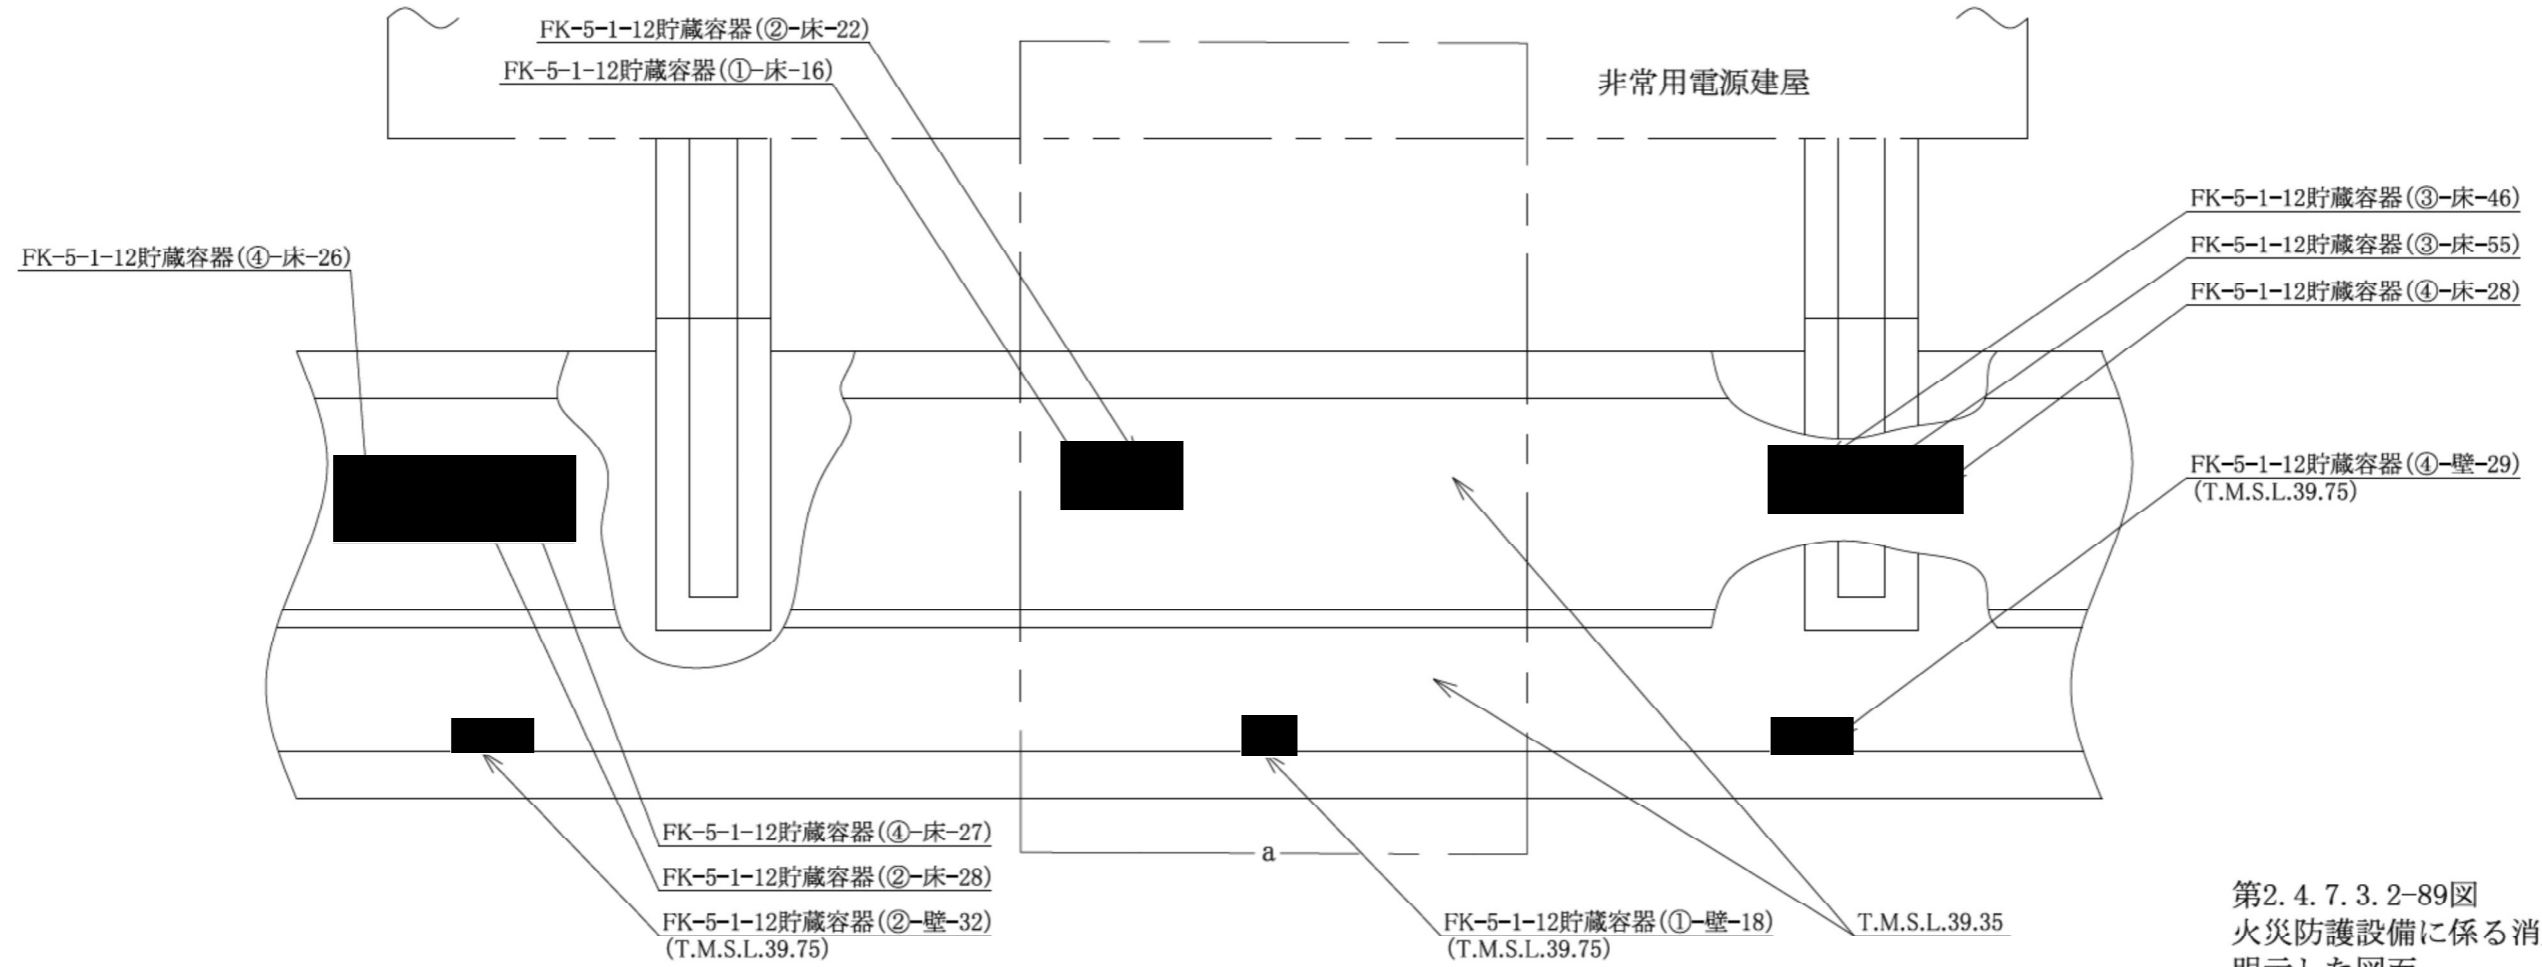 FK-5-1-12貯蔵容器(②-床-22)
FK-5-1-12貯蔵容器(①-床-16)
非常用電源建屋
FK-5-1-12貯蔵容器(③-床-46)
FK-5-1-12貯蔵容器(③-床-55)
FK-5-1-12貯蔵容器(④-床-28)
FK-5-1-12貯蔵容器(④-床-26)
FK-5-1-12貯蔵容器(④-壁-29)
(T.M.S.L.39.75)
FK-5-1-12貯蔵容器(④-床-27)
FK-5-1-12貯蔵容器(②-床-28)
FK-5-1-12貯蔵容器(②-壁-32)
(T.M.S.L.39.75)
a
FK-5-1-12貯蔵容器(①-壁-18)
(T.M.S.L.39.75)
T.M.S.L.39.35
第2.4.7.3.2-89図
火災防護設備に係る消